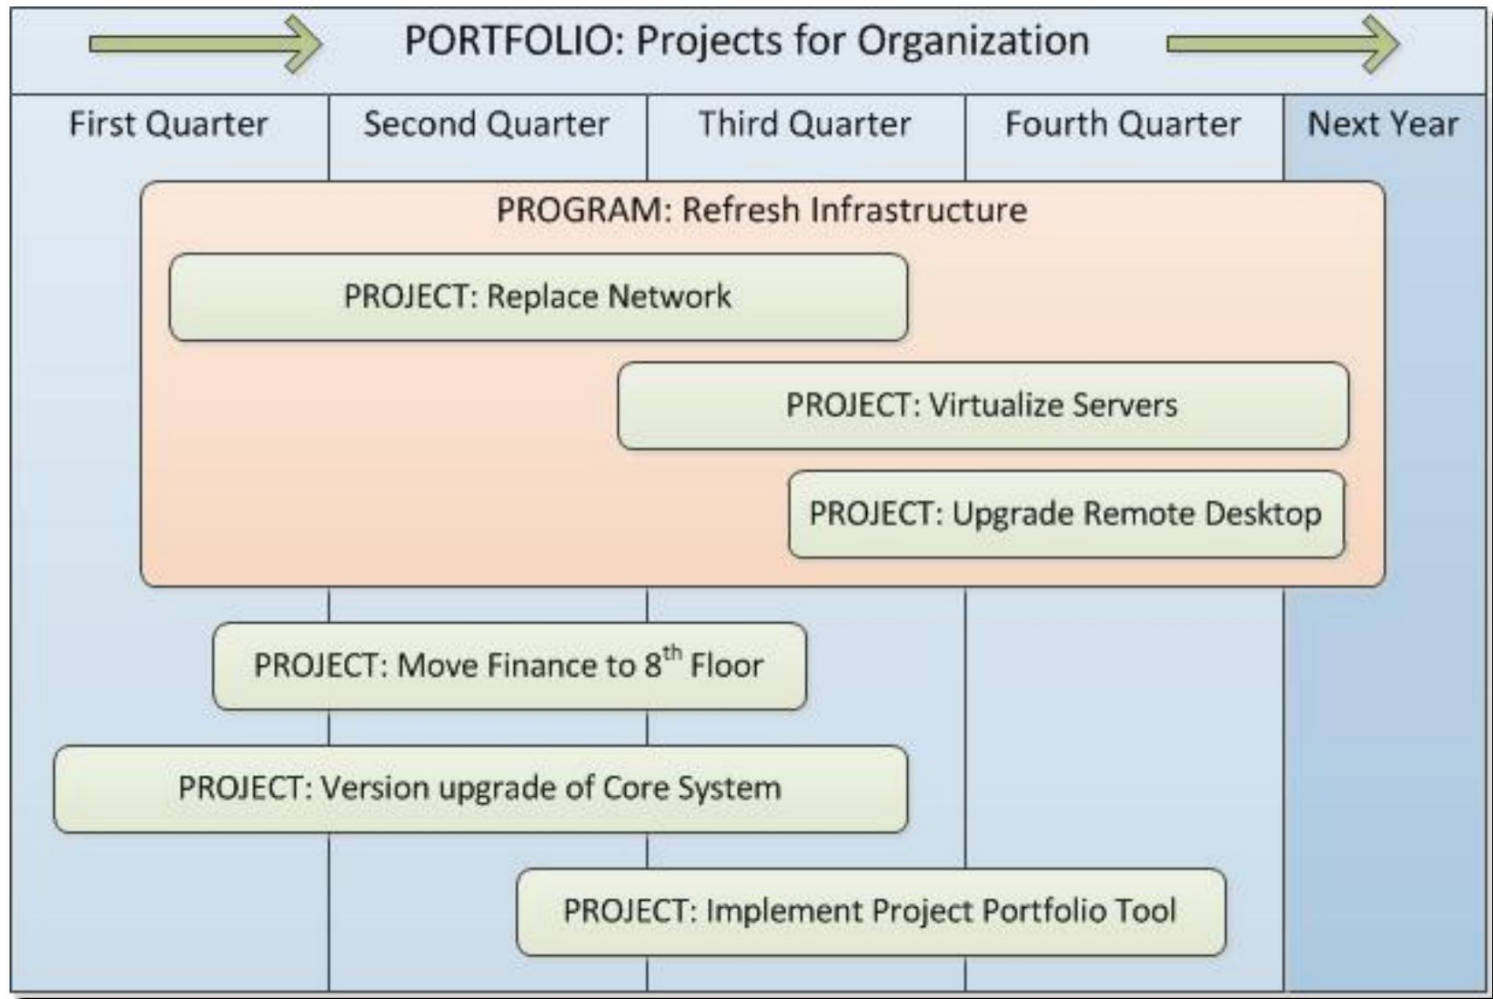 PORTFOLIO: Projects for Organization
First Quarter
Second Quarter
Third Quarter
Fourth Quarter
Next Year
PROGRAM: Refresh Infrastructure
PROJECT: Replace Network
PROJECT: Virtualize Servers
PROJECT: Upgrade Remote Desktop
PROJECT: Move Finance to 8th Floor
PROJECT: Version upgrade of Core System
PROJECT: Implement Project Portfolio Tool